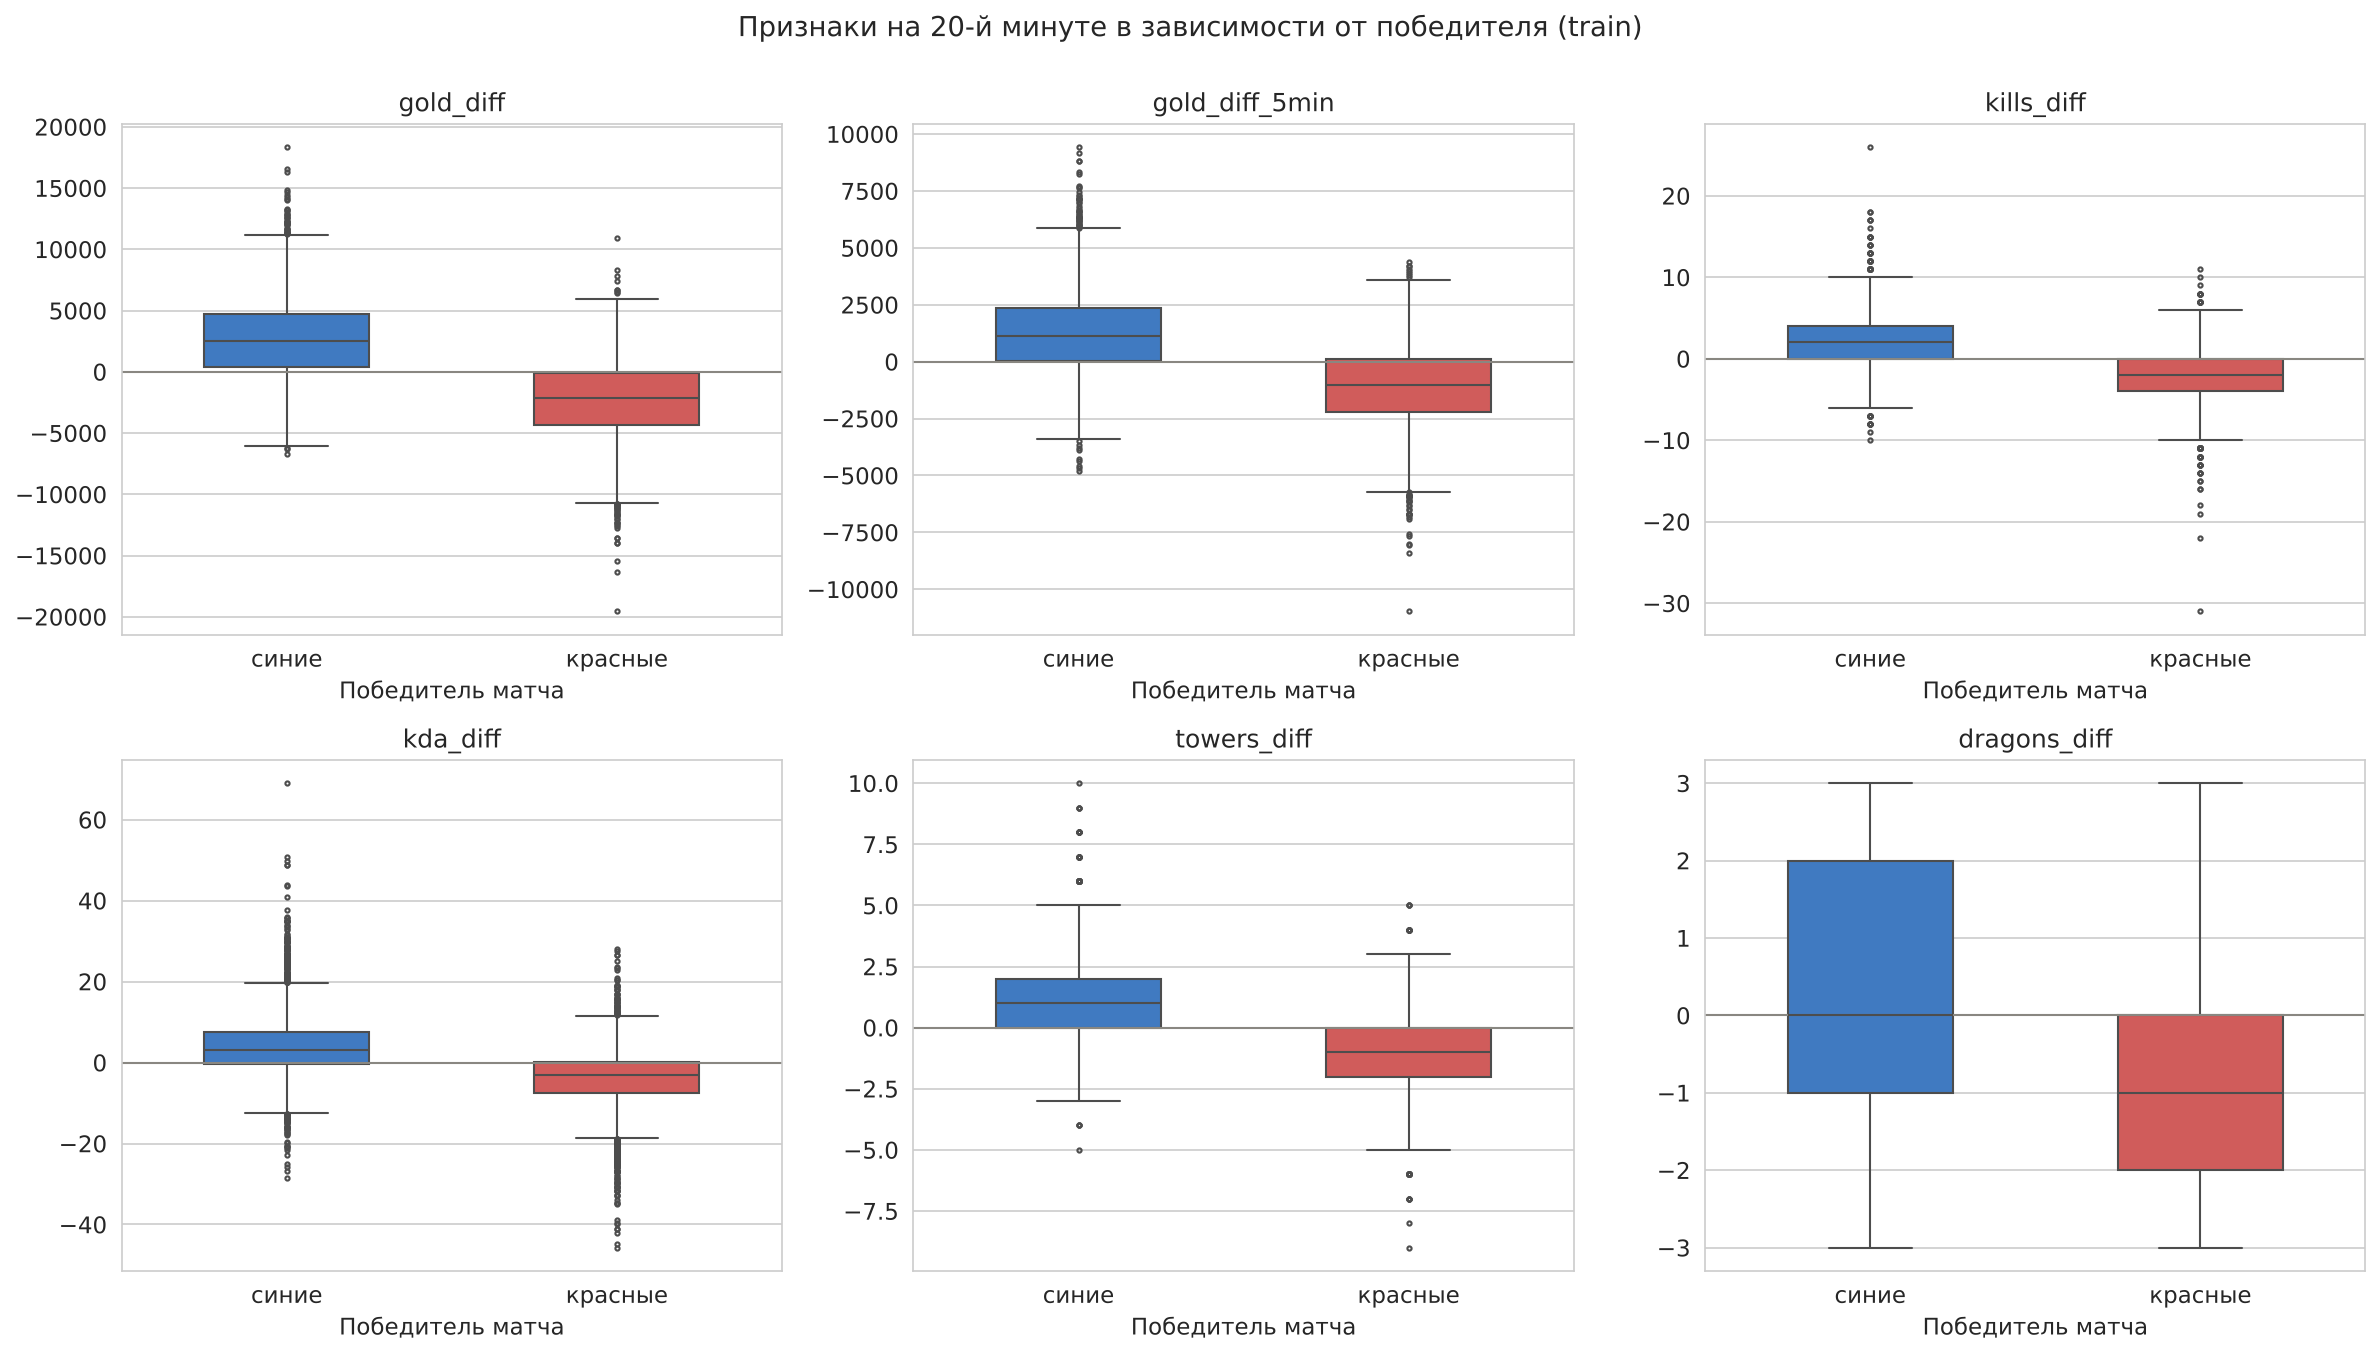 Признаки на 20-й минуте в зависимости от победителя (train)
gold_diff
20000
15000
10000
5000
0
−5000
−10000
−15000
−20000
синие
красные
Победитель матча
gold_diff_5min
10000
7500
5000
2500
0
−2500
−5000
−7500
−10000
синие
красные
Победитель матча
kills_diff
20
10
0
−10
−20
−30
синие
красные
Победитель матча
kda_diff
60
40
20
0
−20
−40
синие
красные
Победитель матча
towers_diff
10.0
7.5
5.0
2.5
0.0
−2.5
−5.0
−7.5
синие
красные
Победитель матча
dragons_diff
3
2
1
0
−1
−2
−3
синие
красные
Победитель матча